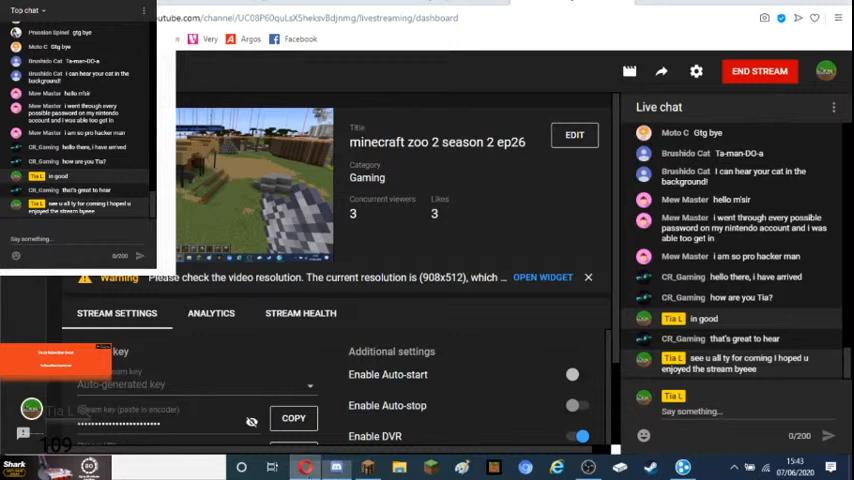 Top chat
Prussian Spinel gtg bye
Moto C Gtg bye
Brushido Cat Ta-man-DO-a
Brushido Cat I can hear your cat in the
background!
Mew Master hello m'sir
Mew Master i went through every
possible password on my nintendo
account and i was able too get in
Mew Master i am so pro hacker man
CR_Gaming hello there, i have arrived
CR_Gaming how are you Tia?
Tia L in good
CR_Gaming that's great to hear
Tia L see u all ty for coming I hoped u
enjoyed the stream byeee
Say something...
0/200
youtube.com/channel/UC08P60quLsX5heksvBdjnmg/livestreaming/dashboard
Very
Argos
Facebook
END STREAM
Title
minecraft zoo 2 season 2 ep26
EDIT
Category
Gaming
Concurrent viewers
Likes
3
3
Warning Please check the video resolution. The current resolution is (908x512), which ...
OPEN WIDGET
STREAM SETTINGS
ANALYTICS
STREAM HEALTH
key
Additional settings
Auto-generated key
Stream key (paste in encoder)
COPY
Enable Auto-start
Enable Auto-stop
Enable DVR
Tia L
109
Live chat
Moto C Gtg bye
Brushido Cat Ta-man-DO-a
Brushido Cat I can hear your cat in the
background!
Mew Master hello m'sir
Mew Master i went through every possible
password on my nintendo account and i was
able too get in
Mew Master i am so pro hacker man
CR_Gaming hello there, i have arrived
CR_Gaming how are you Tia?
Tia L in good
CR_Gaming that's great to hear
Tia L see u all ty for coming I hoped u
enjoyed the stream byeee
Tia L
Say something...
0/200
Shark
15:43
07/06/2020